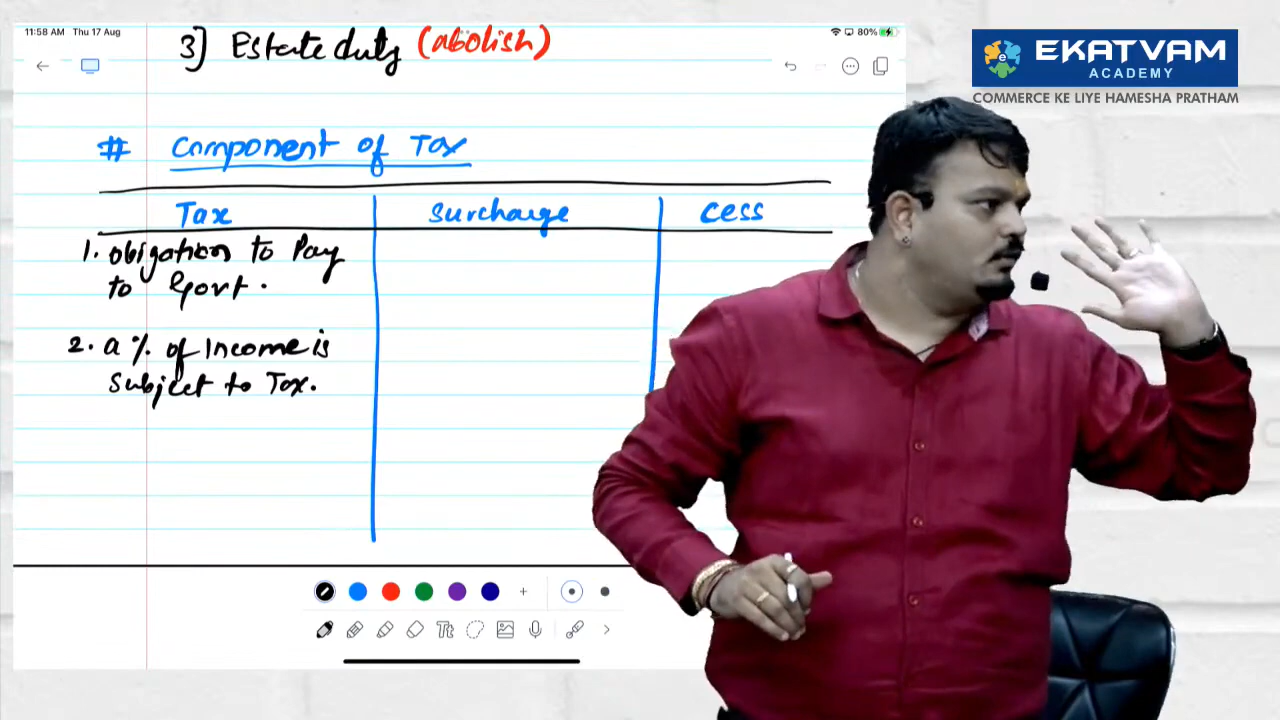 11:58 AM Thu 17 Aug
80%
3] Estate duty (abolish)
EKATVAM
ACADEMY
COMMERCE KE LIYE HAMESHA PRATHAM
# Component of Tax
Tax Surcharge Cess
1. obligation to Pay
to Govt.
2. a % of Income is
Subject to Tax.
Tt